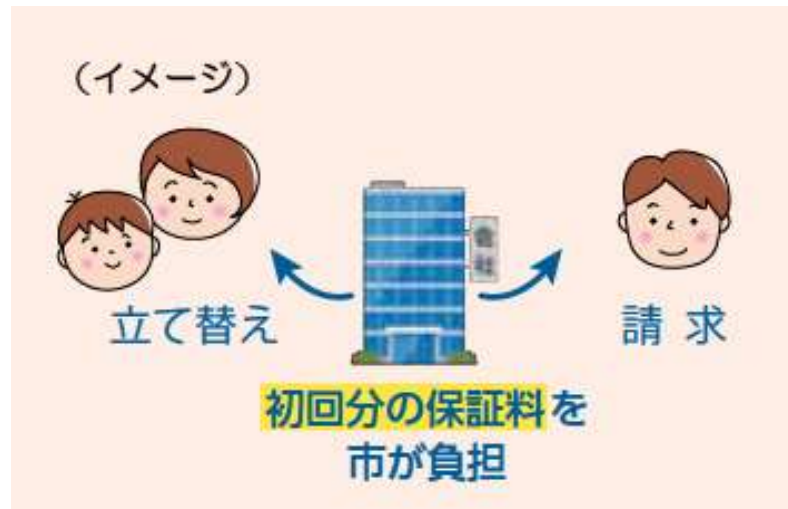 （イメージ）
会社
立て替え
請求
初回分の保証料を
市が負担